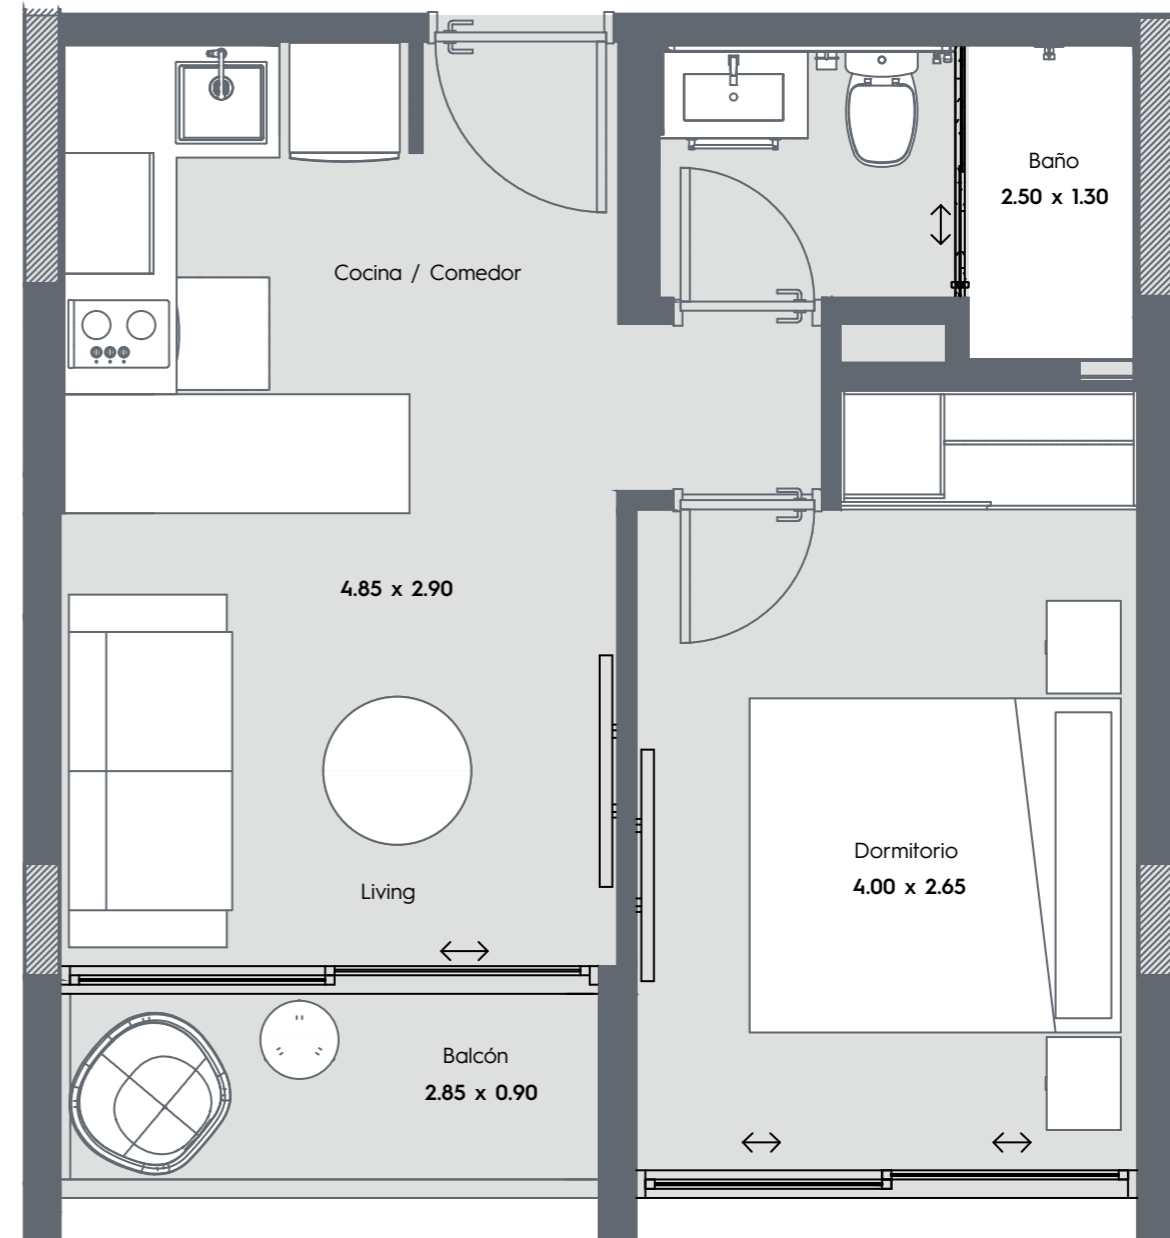 Baño
2.50 x 1.30
Cocina / Comedor
4.85 x 2.90
Dormitorio
4.00 x 2.65
Living
Balcón
2.85 x 0.90